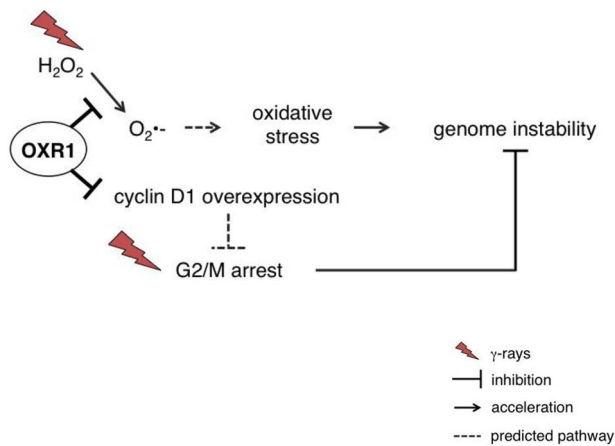 H₂O₂
OXR1
O₂•-
oxidative
stress
genome instability
cyclin D1 overexpression
G2/M arrest
γ-rays
inhibition
acceleration
predicted pathway